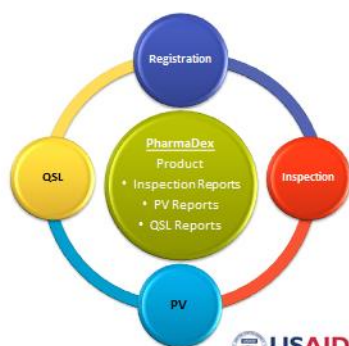 Registration
QSL
PharmaDex
Product
• Inspection Reports
• PV Reports
• QSL Reports
Inspection
PV
USAID